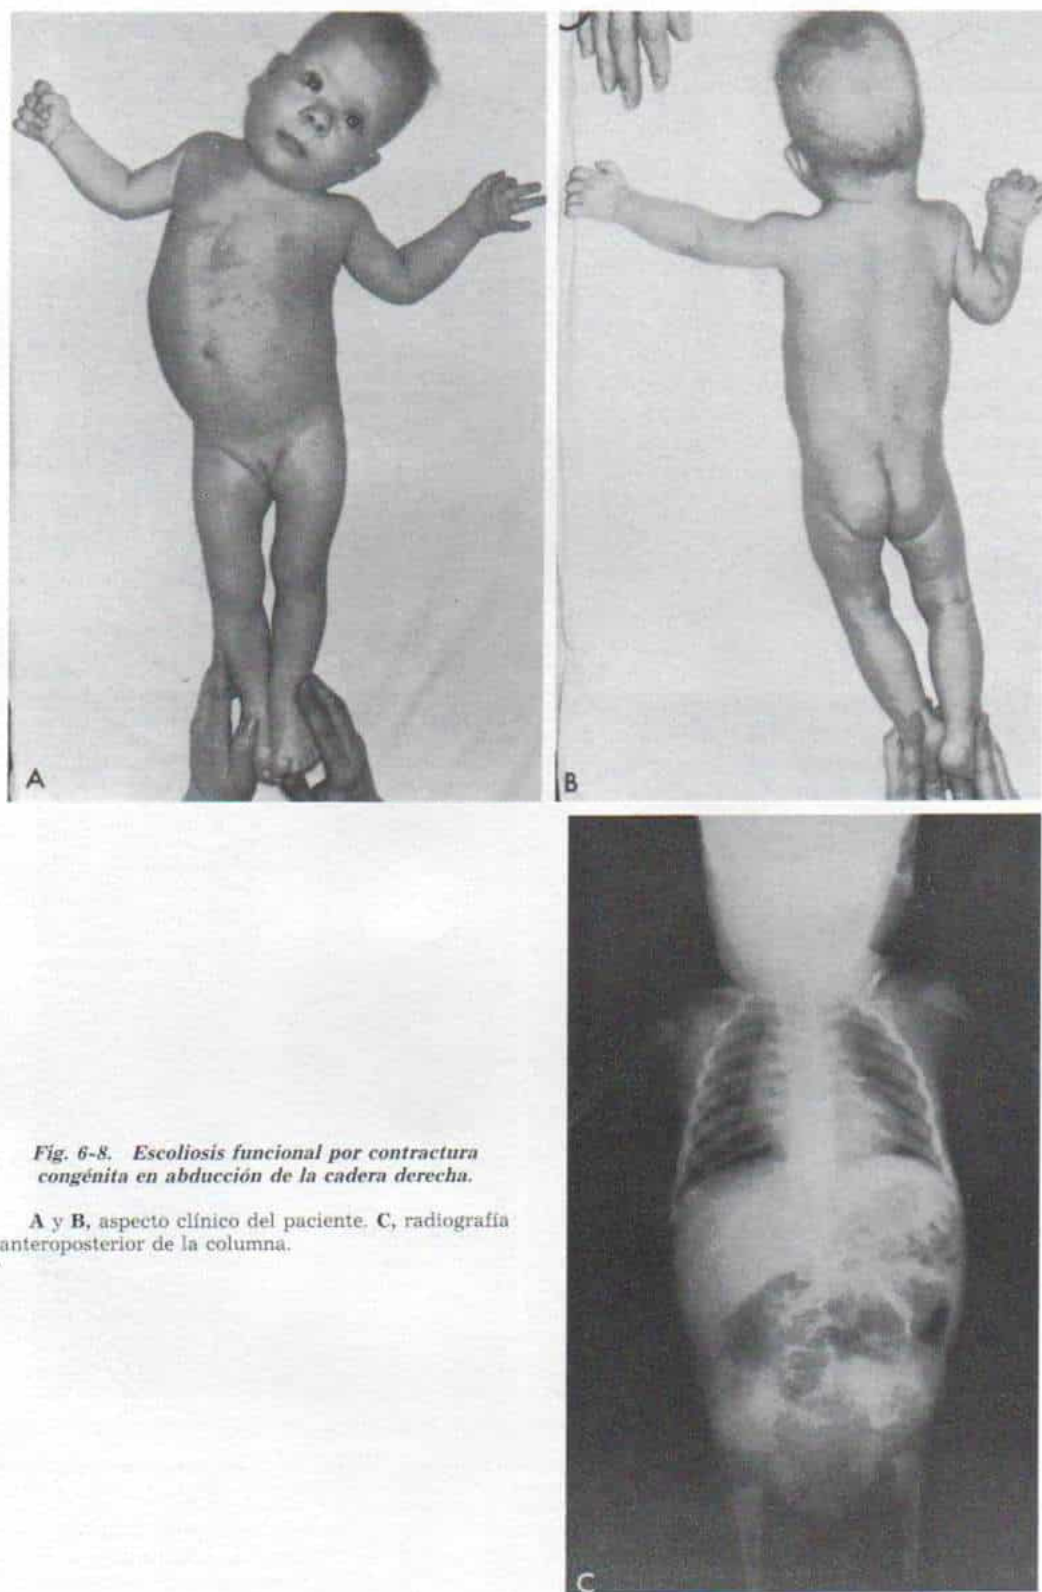 A
B
Fig. 6-8. Escoliosis funcional por contractura
congénita en abducción de la cadera derecha.
A y B, aspecto clínico del paciente. C, radiografía
anteroposterior de la columna.
C